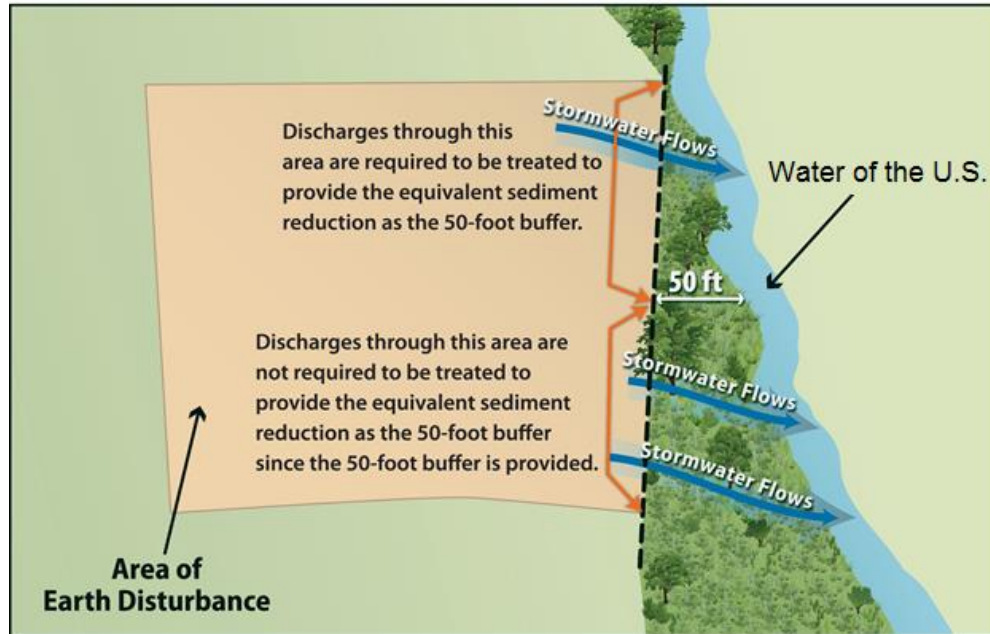 Stormwater Flows
Discharges through this
area are required to be treated to
provide the equivalent sediment
reduction as the 50-foot buffer.
Water of the U.S.
50 ft
Discharges through this area are
not required to be treated to
provide the equivalent sediment
reduction as the 50-foot buffer
since the 50-foot buffer is provided.
Stormwater Flows
Stormwater Flows
Area of
Earth Disturbance